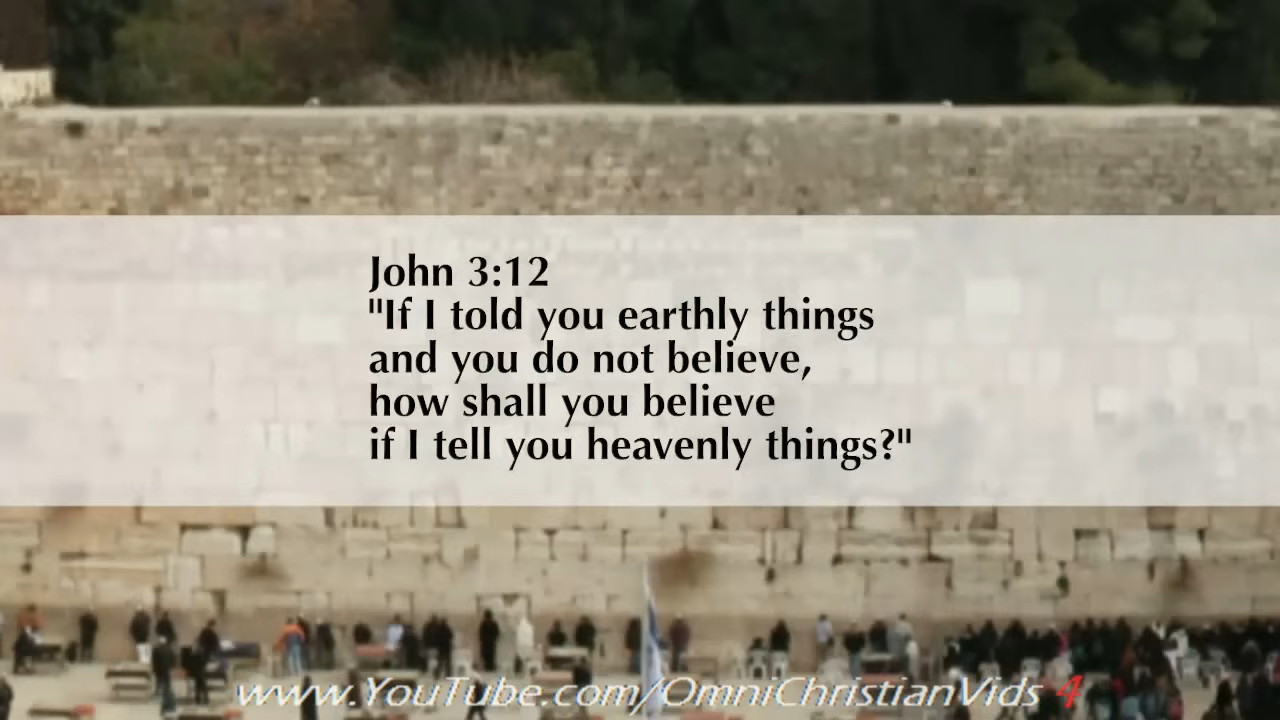 John 3:12
"If I told you earthly things
and you do not believe,
how shall you believe
if I tell you heavenly things?"
www.YouTube.com/OmniChristianVids 4